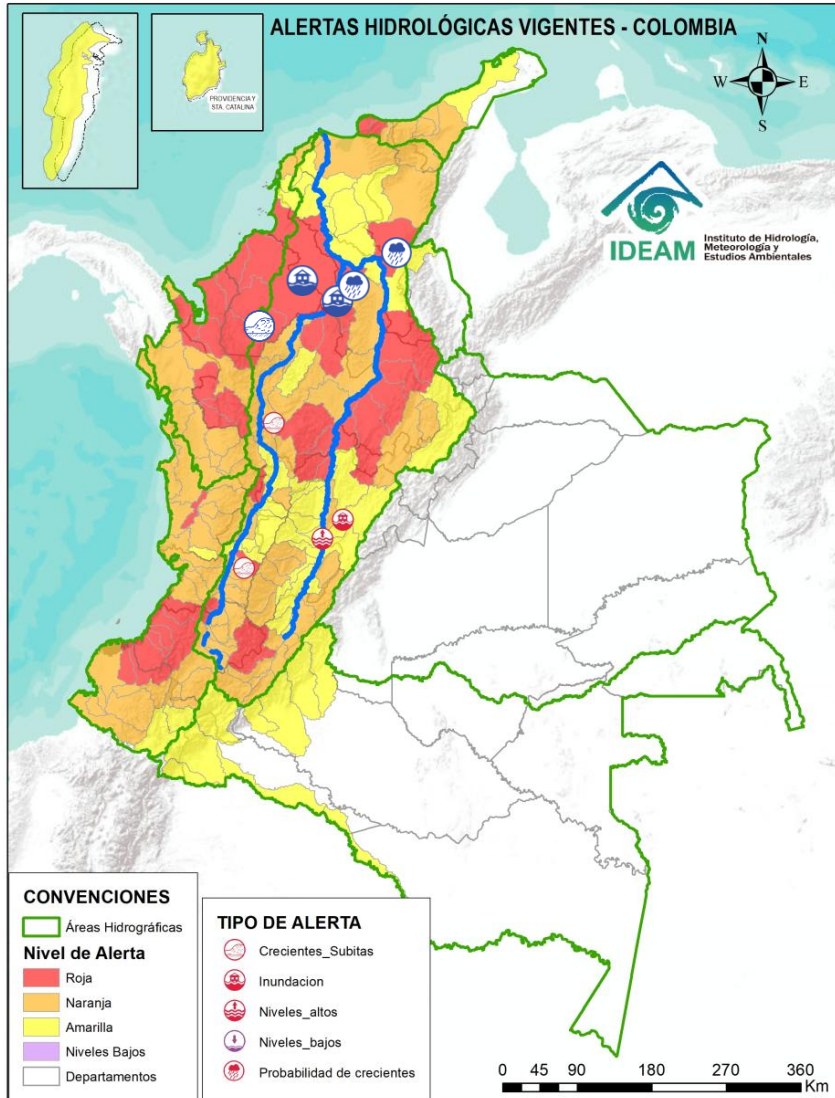 ALERTAS HIDROLÓGICAS VIGENTES - COLOMBIA
PROVIDENCIA Y
STA. CATALINA
N
W
E
S
IDEAM
Instituto de Hidrología,
Meteorología y
Estudios Ambientales
CONVENCIONES
Áreas Hidrográficas
Nivel de Alerta
Roja
Naranja
Amarilla
Niveles Bajos
Departamentos
TIPO DE ALERTA
Crecientes_Subitas
Inundacion
Niveles_altos
Niveles_bajos
Probabilidad de crecientes
0 45 90 180 270 360
Km